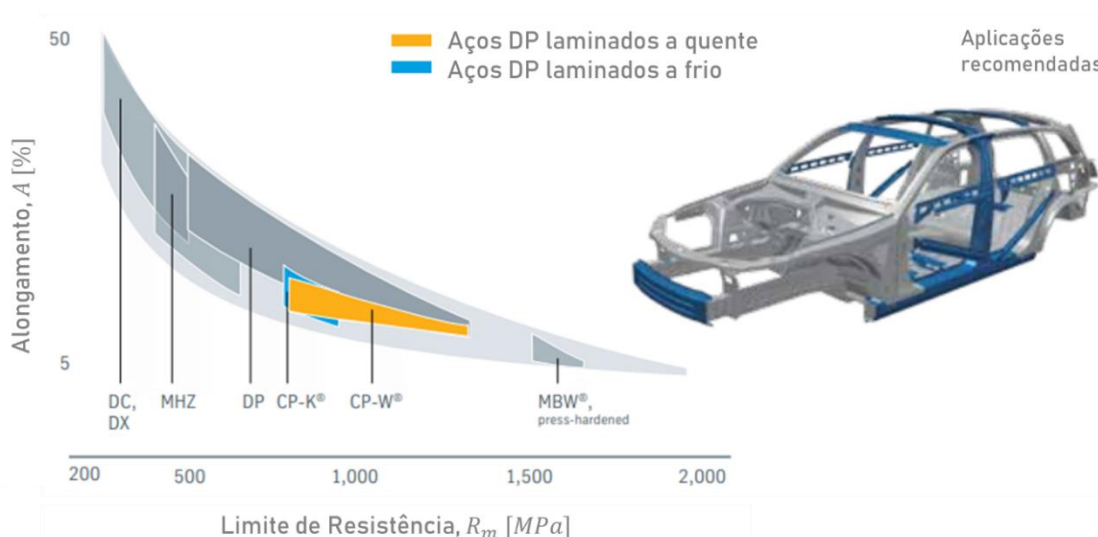 50
Aços DP laminados a quente
Aços DP laminados a frio
Aplicações
recomendadas
Alongamento, A [%]
5
DC,
DX
MHZ
DP
CP-K®
CP-W®
MBW®,
press-hardened
200
500
1,000
1,500
2,000
Limite de Resistência, Rₘ [MPa]